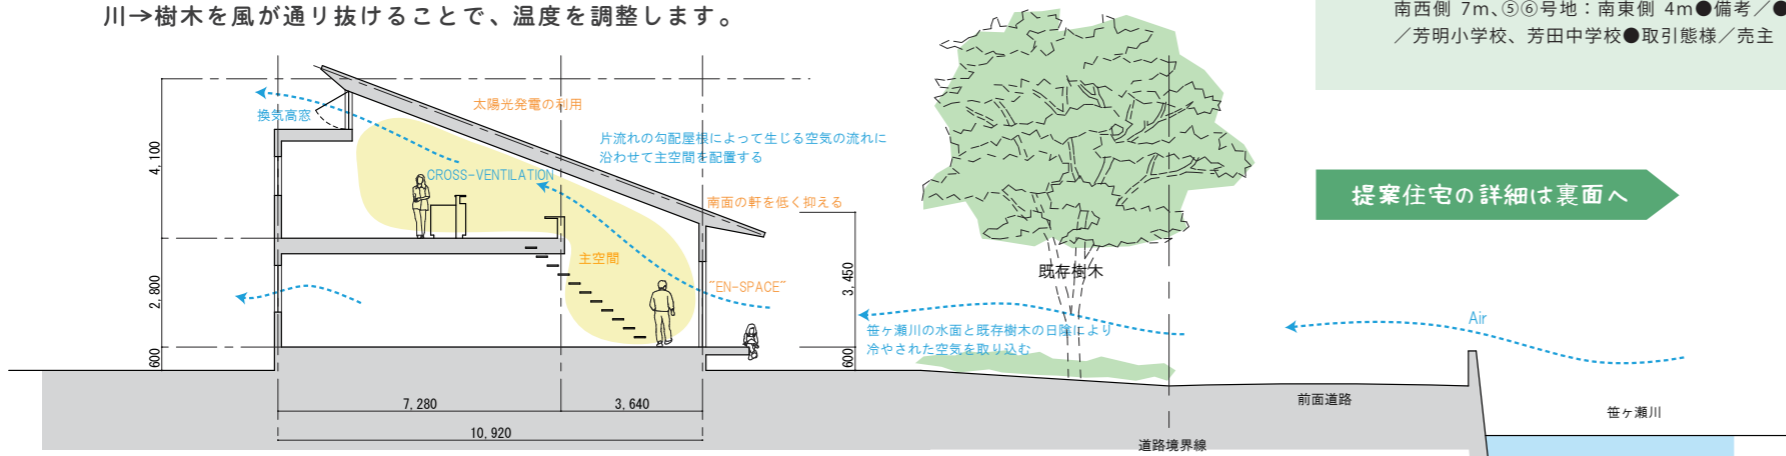 川→樹木を風が通り抜けることで、温度を調整します。
南西側 7m、⑤⑥号地：南東側 4m●備考／●
／芳明小学校、芳田中学校●取引態様／売主
提案住宅の詳細は裏面へ
換気高窓
太陽光発電の利用
片流れの勾配屋根によって生じる空気の流れに
沿わせて主空間を配置する
CROSS-VENTILATION
南面の軒を低く抑える
主空間
"EN-SPACE"
4,100
2,800
600
3,450
600
7,280
3,640
10,920
既存樹木
笹ヶ瀬川の水面と既存樹木の日陰により
冷やされた空気を取り込む
Air
前面道路
笹ヶ瀬川
道路境界線